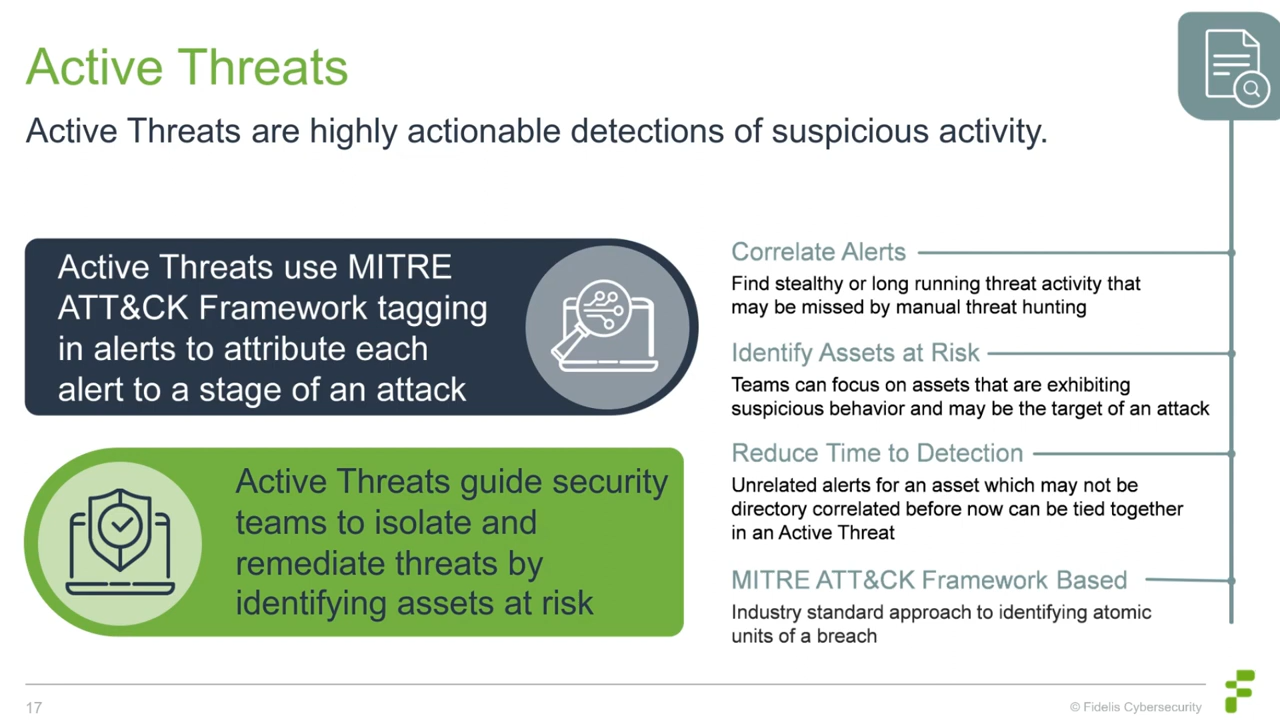 Active Threats
Active Threats are highly actionable detections of suspicious activity.
Active Threats use MITRE
ATT&CK Framework tagging
in alerts to attribute each
alert to a stage of an attack
Active Threats guide security
teams to isolate and
remediate threats by
identifying assets at risk
Correlate Alerts
Find stealthy or long running threat activity that
may be missed by manual threat hunting
Identify Assets at Risk
Teams can focus on assets that are exhibiting
suspicious behavior and may be the target of an attack
Reduce Time to Detection
Unrelated alerts for an asset which may not be
directory correlated before now can be tied together
in an Active Threat
MITRE ATT&CK Framework Based
Industry standard approach to identifying atomic
units of a breach
17
© Fidelis Cybersecurity